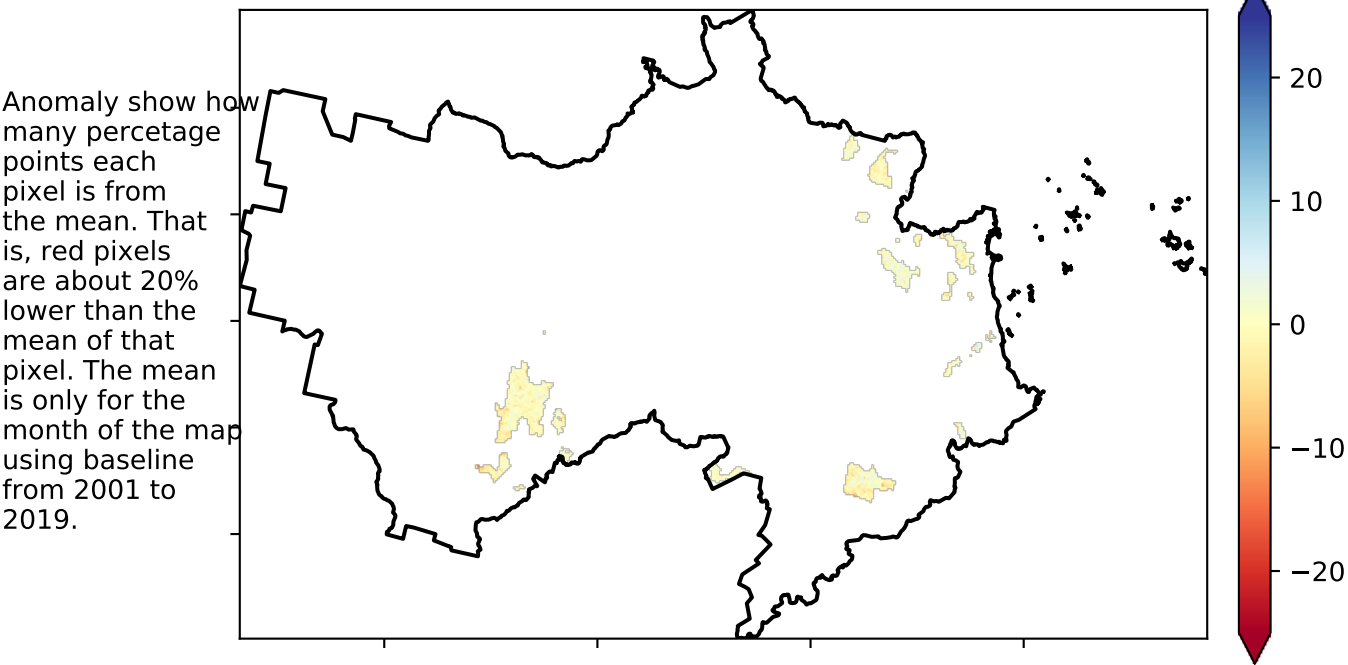 Anomaly show how
many percetage
points each
pixel is from
the mean. That
is, red pixels
are about 20%
lower than the
mean of that
pixel. The mean
is only for the
month of the map
using baseline
from 2001 to
2019.
20
10
0
−10
−20